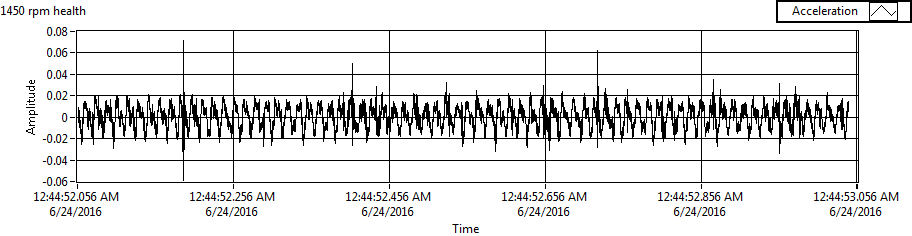 1450 rpm health
Acceleration
0.08
0.06
0.04
0.02
0
-0.02
-0.04
-0.06
Amplitude
12:44:52.056 AM 12:44:52.256 AM 12:44:52.456 AM 12:44:52.656 AM 12:44:52.856 AM 12:44:53.056 AM
6/24/2016 6/24/2016 6/24/2016 6/24/2016 6/24/2016 6/24/2016
Time